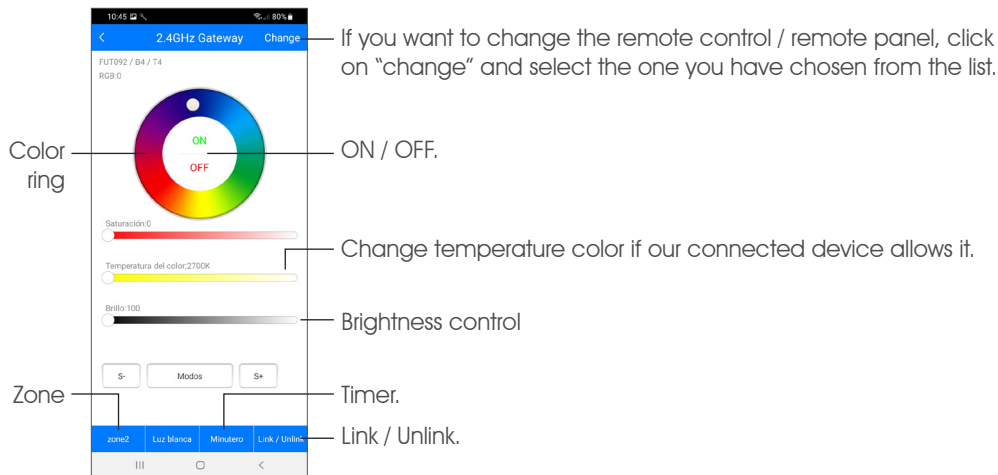 10:45
80%
2.4GHz Gateway
Change
If you want to change the remote control / remote panel, click
on “change” and select the one you have chosen from the list.
FUT092 / B4 / T4
RGB:0
Color
ring
ON
OFF
ON / OFF.
Saturación:0
Change temperature color if our connected device allows it.
Temperatura del color:2700K
Brillo:100
Brightness control
S-
Modos
S+
Zone
Timer.
zone2
Luz blanca
Minutero
Link / Unlink
Link / Unlink.